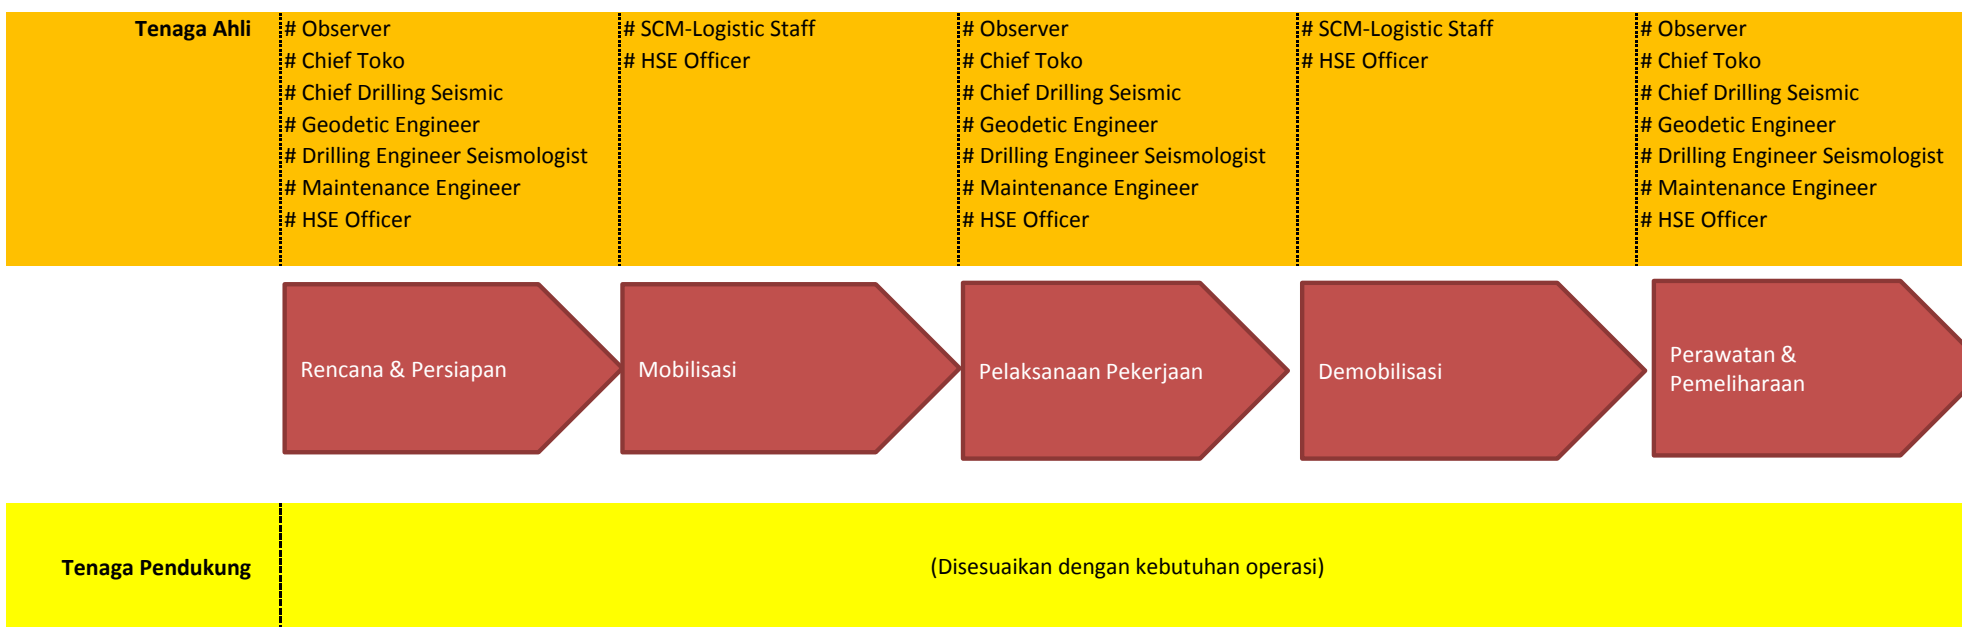 Tenaga Ahli
# Observer
# Chief Toko
# Chief Drilling Seismic
# Geodetic Engineer
# Drilling Engineer Seismologist
# Maintenance Engineer
# HSE Officer
# SCM-Logistic Staff
# HSE Officer
# Observer
# Chief Toko
# Chief Drilling Seismic
# Geodetic Engineer
# Drilling Engineer Seismologist
# Maintenance Engineer
# HSE Officer
# SCM-Logistic Staff
# HSE Officer
# Observer
# Chief Toko
# Chief Drilling Seismic
# Geodetic Engineer
# Drilling Engineer Seismologist
# Maintenance Engineer
# HSE Officer
Rencana & Persiapan
Mobilisasi
Pelaksanaan Pekerjaan
Demobilisasi
Perawatan &
Pemeliharaan
Tenaga Pendukung
(Disesuaikan dengan kebutuhan operasi)